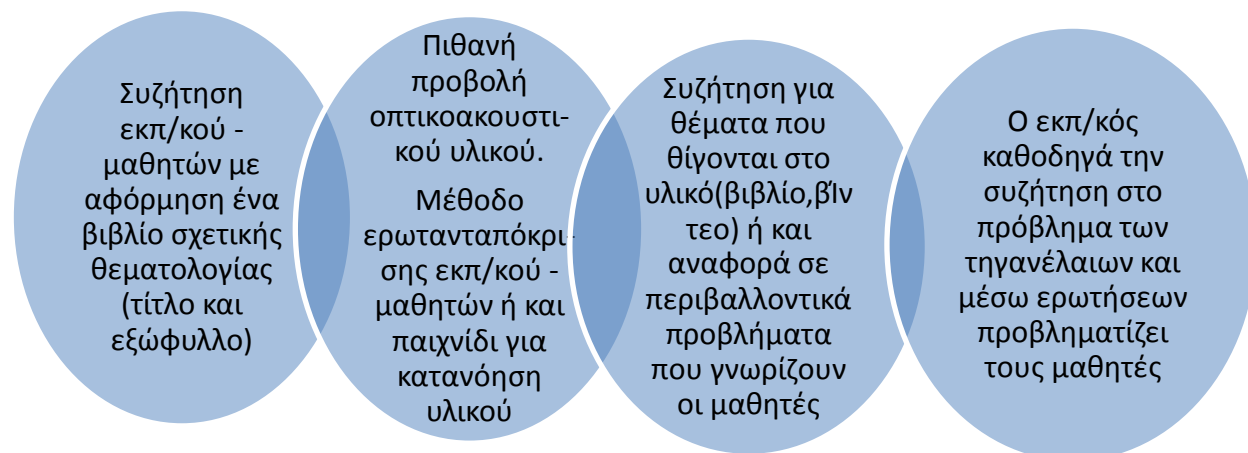 Συζήτηση
εκπ/κού -
μαθητών με
αφόρμηση ένα
βιβλίο σχετικής
θεματολογίας
(τίτλο και
εξώφυλλο)
Πιθανή
προβολή
οπτικοακουστι-
κού υλικού.
Μέθοδο
ερωτανταπόκρι-
σης εκπ/κού -
μαθητών ή και
παιχνίδι για
κατανόηση
υλικού
Συζήτηση για
θέματα που
θίγονται στο
υλικό(βιβλίο,βΊν
τεο) ή και
αναφορά σε
περιβαλλοντικά
προβλήματα
που γνωρίζουν
οι μαθητές
Ο εκπ/κός
καθοδηγά την
συζήτηση στο
πρόβλημα των
τηγανέλαιων και
μέσω ερωτήσεων
προβληματίζει
τους μαθητές